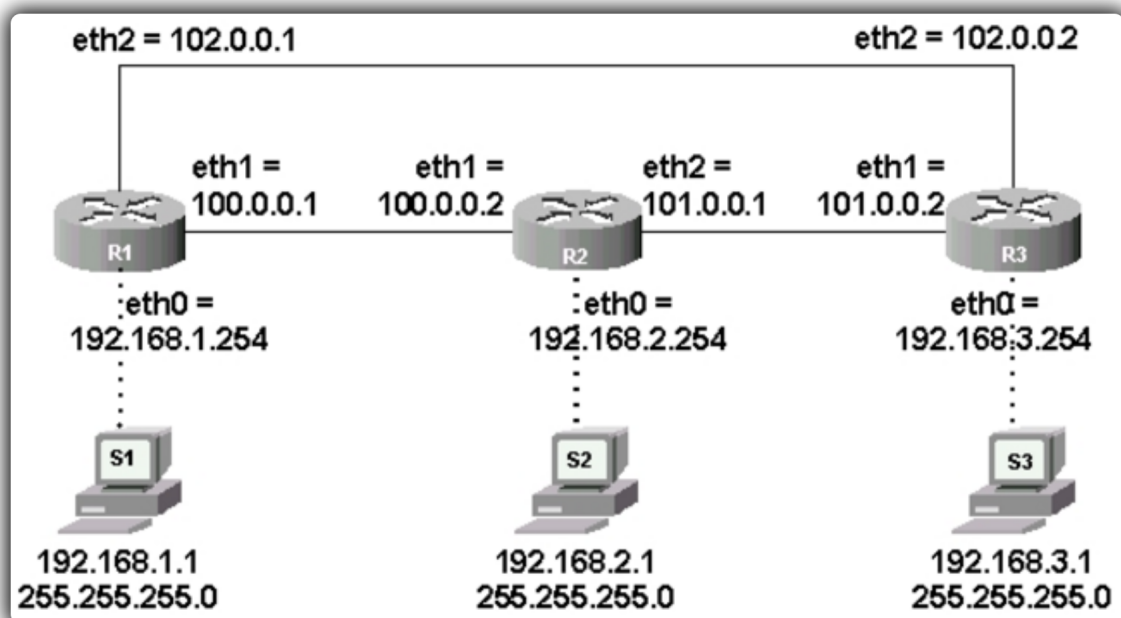 eth2 = 102.0.0.1
eth2 = 102.0.0.2
eth1 =
100.0.0.1
eth1 =
100.0.0.2
eth2 =
101.0.0.1
eth1 =
101.0.0.2
R1
R2
R3
eth0 =
192.168.1.254
eth0 =
192.168.2.254
eth0 =
192.168.3.254
S1
S2
S3
192.168.1.1
255.255.255.0
192.168.2.1
255.255.255.0
192.168.3.1
255.255.255.0